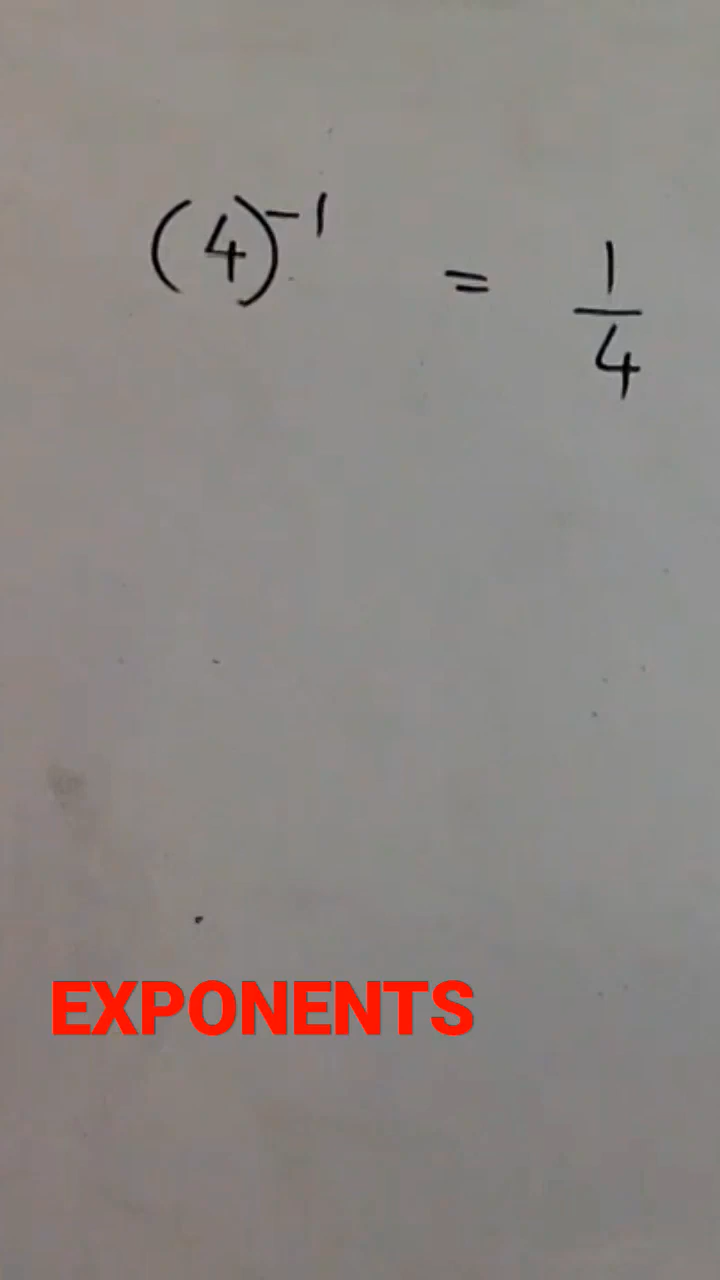 (4)⁻¹ = 1/4
EXPONENTS